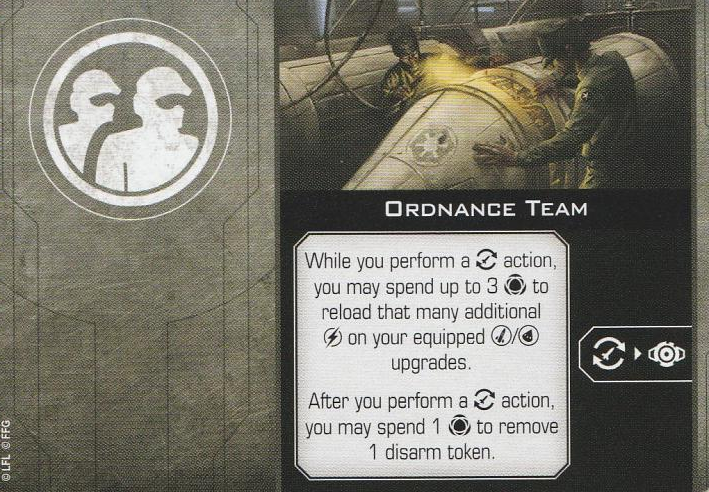 ORDNANCE TEAM
While you perform a action,
you may spend up to 3 to
reload that many additional
on your equipped /
upgrades.
After you perform a action,
you may spend 1 to remove
1 disarm token.
© LFL © FFG